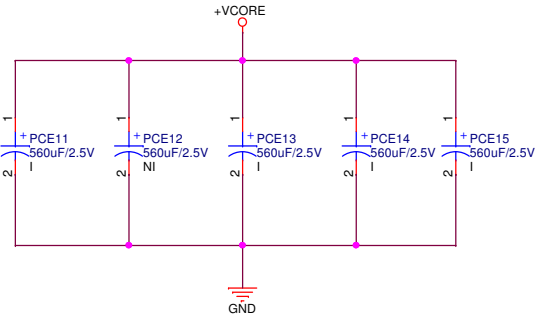 +VCORE
1
+ PCE11
560uF/2.5V
I
2
1
+ PCE12
560uF/2.5V
NI
2
1
+ PCE13
560uF/2.5V
I
2
1
+ PCE14
560uF/2.5V
I
2
1
+ PCE15
560uF/2.5V
I
2
GND